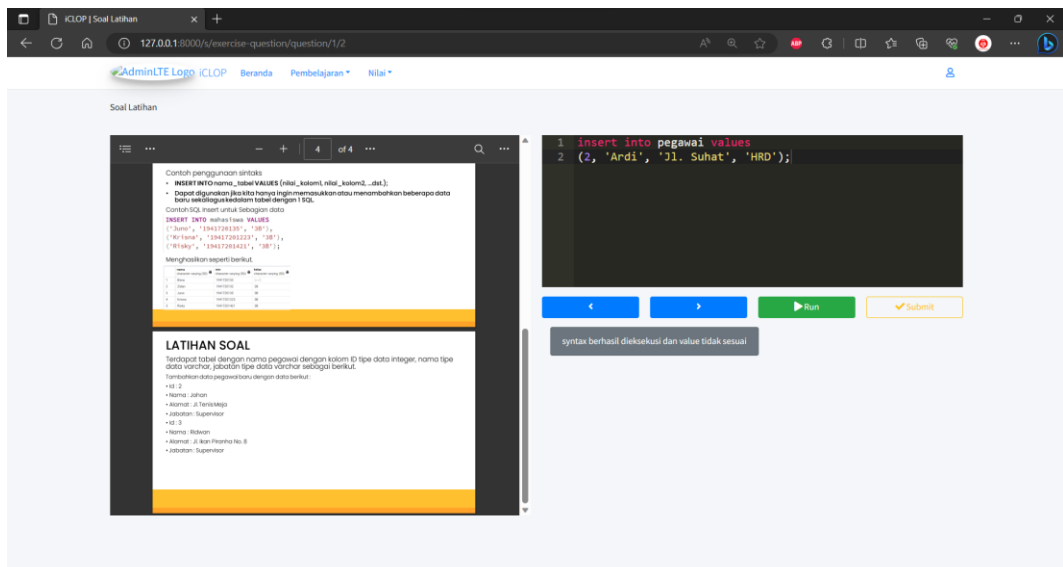 iCLOP | Soal Latihan
127.0.0.1:8000/s/exercise-question/question/1/2
AdminLTE Logo iCLOP Beranda Pembelajaran Nilai
Soal Latihan
4 of 4
Contoh penggunaan sintaks
• INSERT INTO nama_tabel VALUES (nilai_kolom1, nilai_kolom2, ...dst.);
• Dapat digunakan jika kita hanya ingin memasukkan atau menambahkan beberapa data
baru sekaligus kedalam tabel dengan 1 SQL.
Contoh SQL Insert untuk Sebagian data
INSERT INTO mahasiswa VALUES
('Juno', '1941720135', '3B'),
('Krisna', '19417201223', '3B'),
('Risky', '19417201421', '3B');
Menghasilkan seperti berikut.
LATIHAN SOAL
Terdapat tabel dengan nama pegawai dengan kolom ID tipe data integer, nama tipe
data varchar, jabatan tipe data varchar sebagai berikut.
Tambahkan data pegawai baru dengan data berikut:
• Id : 2
• Nama : Johan
• Alamat : Jl.Tenis Meja
• Jabatan : Supervisor
• Id : 3
• Nama : Ridwan
• Alamat : Jl. Ikan Piranha No. 8
• Jabatan : Supervisor
1 insert into pegawai values
2 (2, 'Ardi', 'Jl. Suhat', 'HRD');
Run
Submit
syntax berhasil dieksekusi dan value tidak sesuai